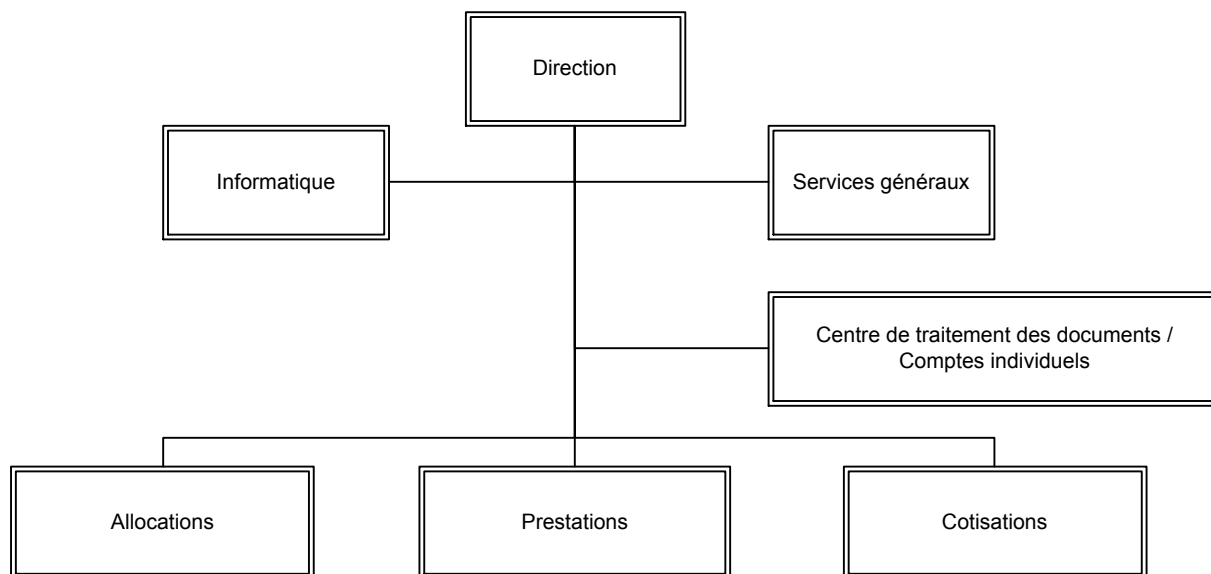 Direction
Informatique
Services généraux
Centre de traitement des documents /
Comptes individuels
Allocations
Prestations
Cotisations